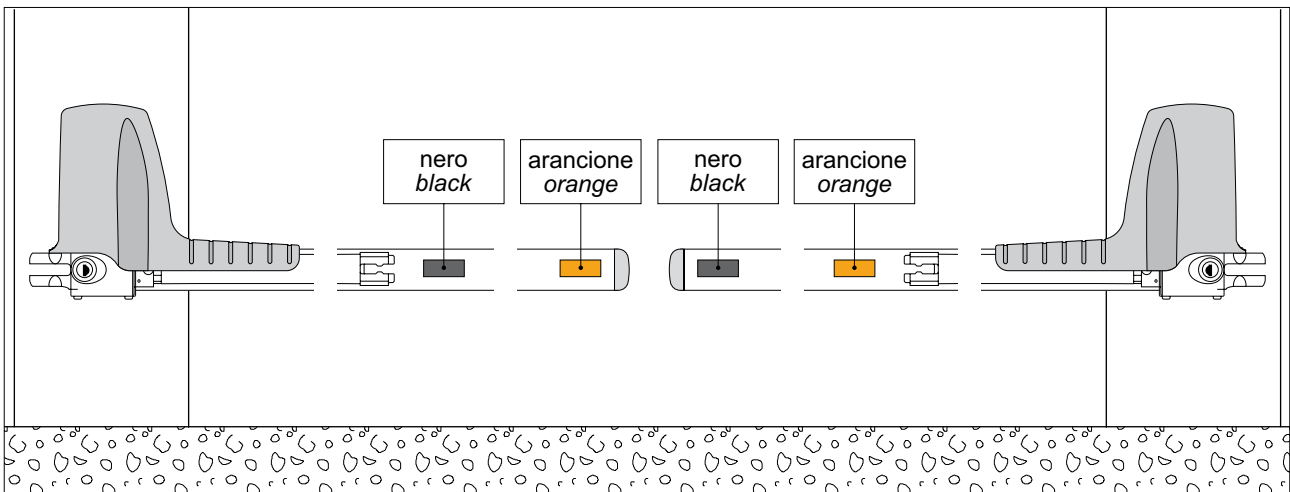 nero
black
arancione
orange
nero
black
arancione
orange